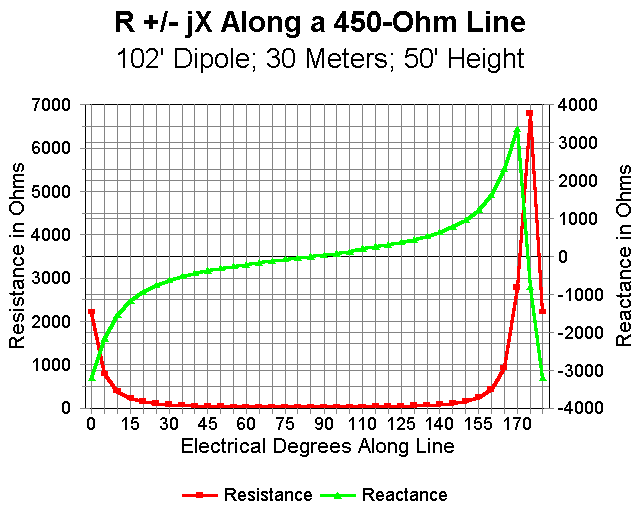 R +/- jX Along a 450-Ohm Line
102' Dipole; 30 Meters; 50' Height
7000
6000
5000
4000
3000
2000
1000
0
Resistance in Ohms
4000
3000
2000
1000
0
-1000
-2000
-3000
-4000
Reactance in Ohms
0 15 30 45 60 75 90 105 120 135 155 170
Electrical Degrees Along Line
Resistance Reactance